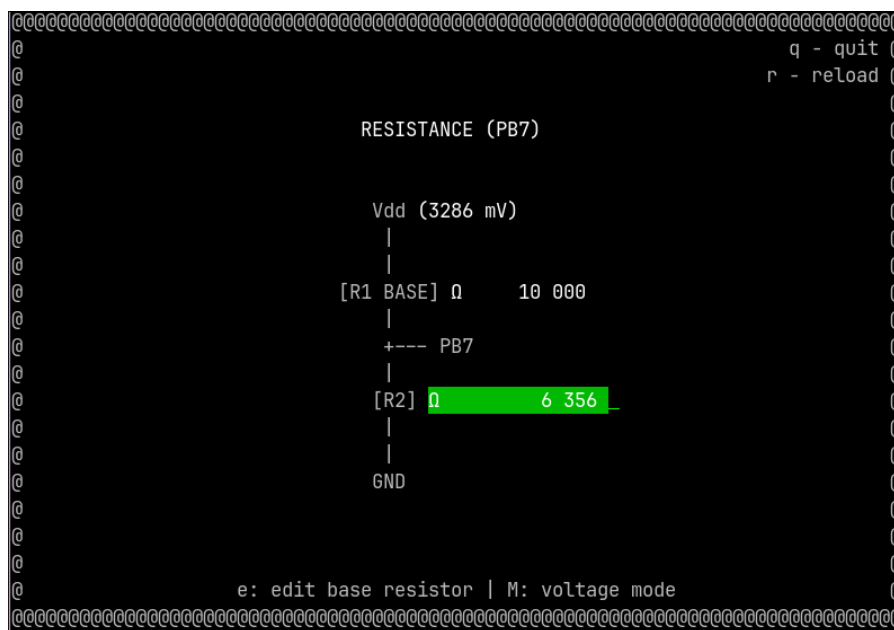 @@@@@@@@@@@@@@@@@@@@@@@@@@@@@@@@@@@@@@@@@@@@@@@@@@@@@@@@@@@@@@@@@@@@@@@@@@@@@@
@ q - quit @
@ r - reload @
@ @
@ RESISTANCE (PB7) @
@ @
@ @
@ Vdd (3286 mV) @
@ | @
@ | @
@ [R1 BASE] Ω 10 000 @
@ | @
@ +--- PB7 @
@ | @
@ [R2] Ω 6 356 _ @
@ | @
@ | @
@ GND @
@ @
@ @
@ @
@ e: edit base resistor | M: voltage mode @
@@@@@@@@@@@@@@@@@@@@@@@@@@@@@@@@@@@@@@@@@@@@@@@@@@@@@@@@@@@@@@@@@@@@@@@@@@@@@@